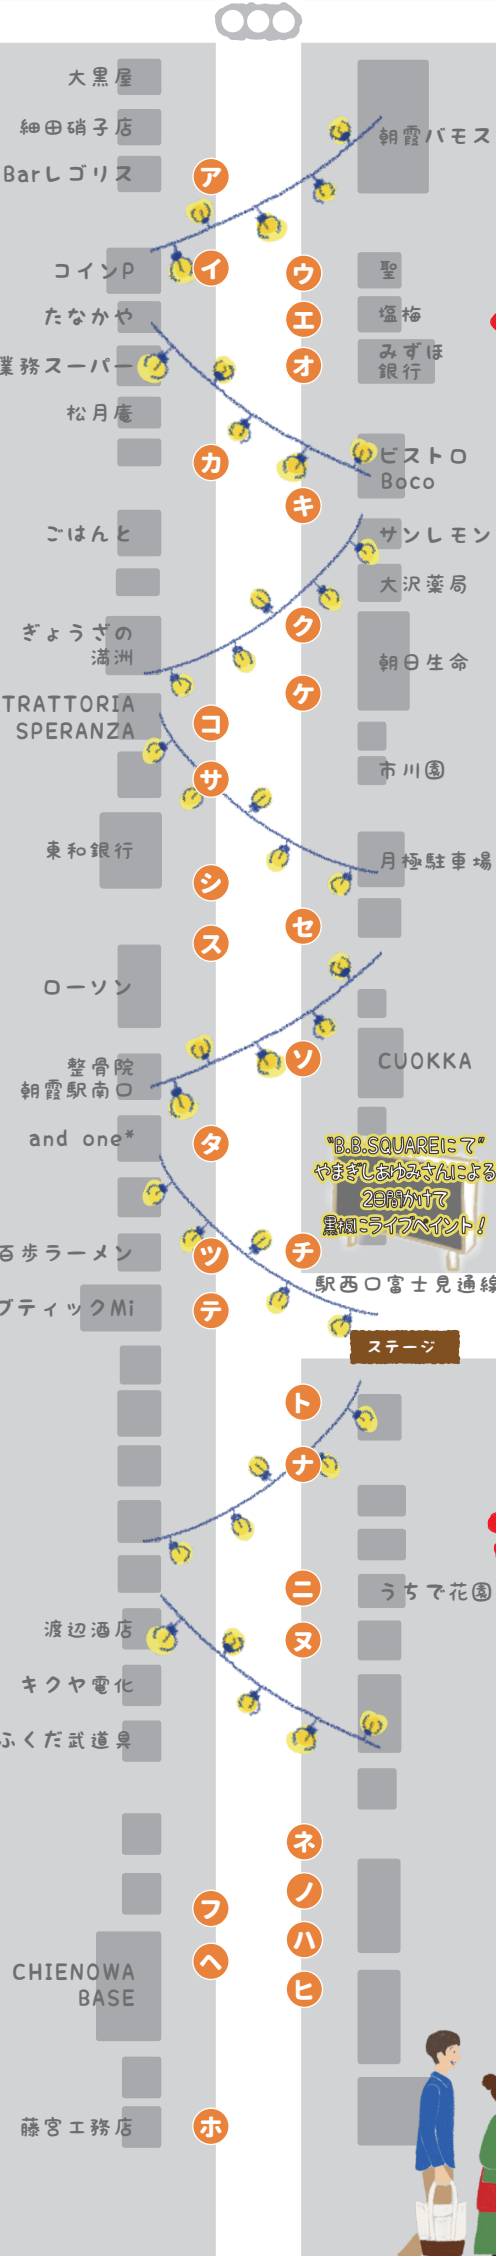 大黒屋
細田硝子店
朝霞バモス
Barレゴリス
ア
コインP
イ
ウ
聖
たなかや
エ
塩梅
業務スーパー
オ
みずほ
銀行
松月庵
カ
ビストロ
Boco
キ
ごはんと
サンレモン
大沢薬局
ぎょうざの
満洲
ク
朝日生命
ケ
TRATTORIA
SPERANZA
コ
サ
市川園
東和銀行
月極駐車場
シ
セ
ス
ローソン
整骨院
朝霞駅南口
ソ
CUOKKA
and one*
タ
"B.B.SQUAREにて"
やまぎしあゆみさんによる
2日間かけて
黒板にライブペイント!
百歩ラーメン
ツ
チ
駅西口富士見通線
ブティックMi
テ
ステージ
ト
ナ
ニ
うちで花園
渡辺酒店
ヌ
キクヤ電化
ふくだ武道具
ネ
ノ
フ
ハ
ヘ
CHIENOWA
BASE
ヒ
藤宮工務店
ホ